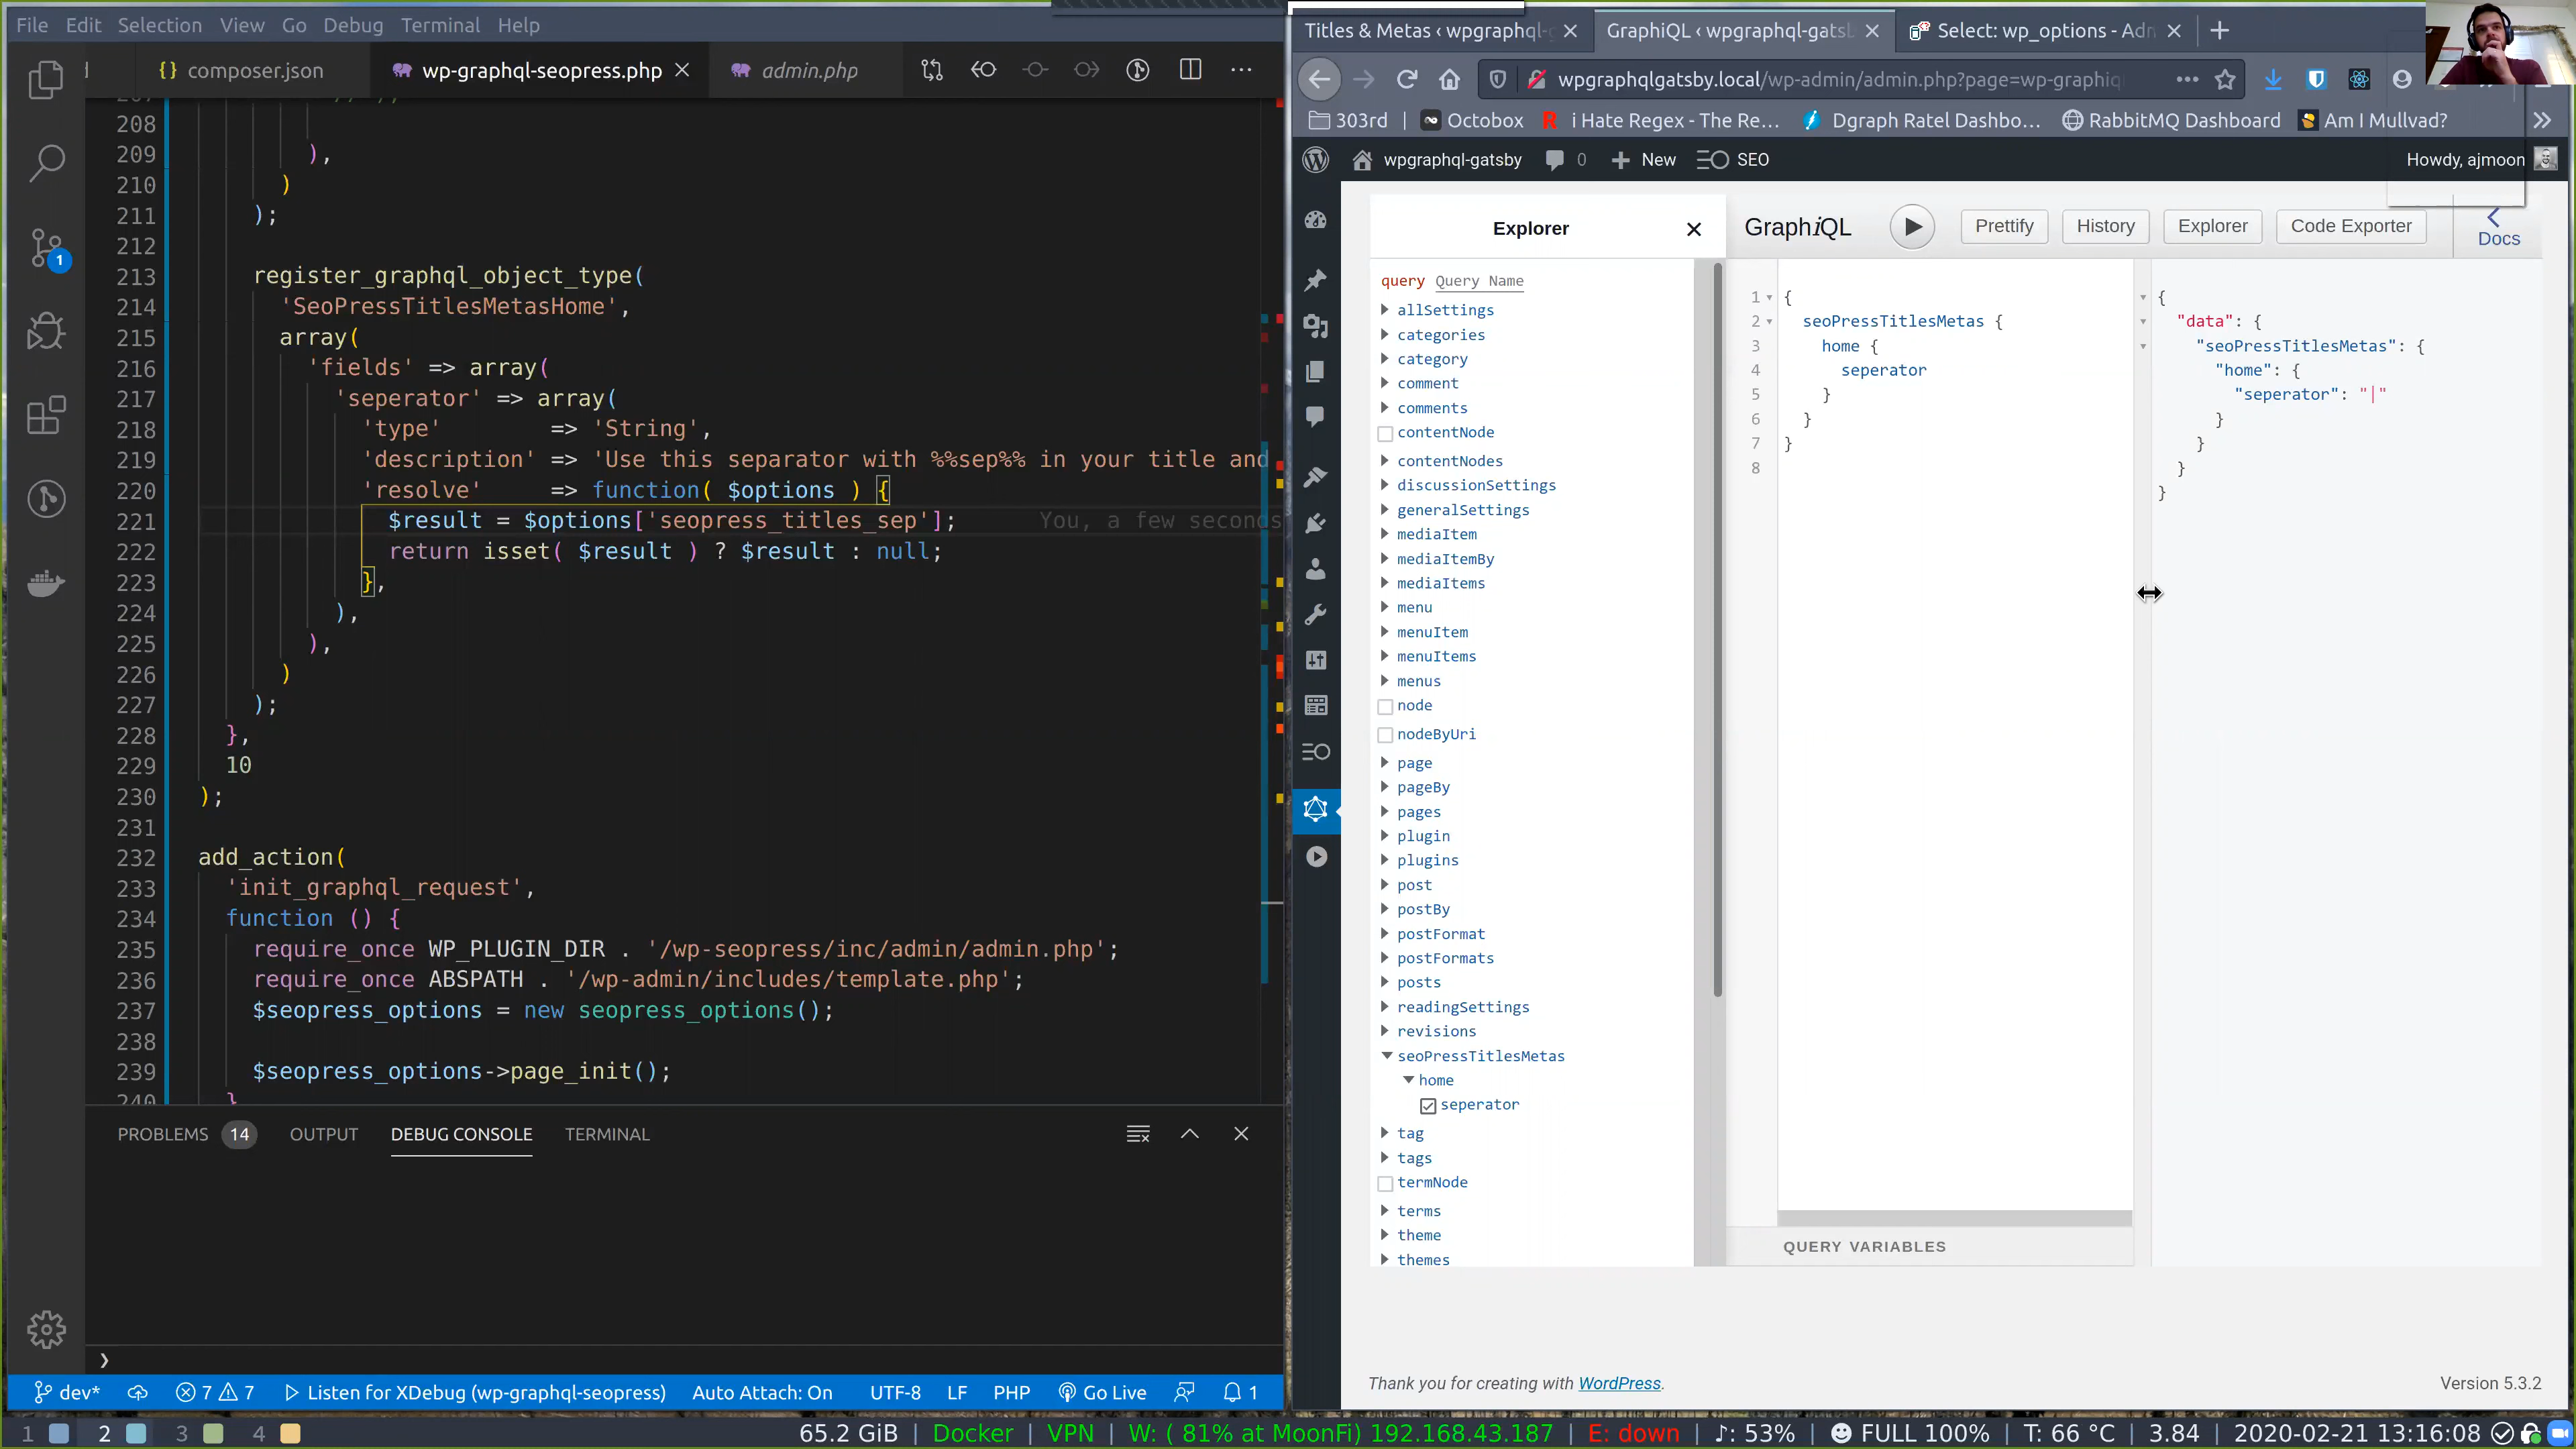 File Edit Selection View Go Debug Terminal Help
{} composer.json
wp-graphql-seopress.php
admin.php
208
209 ),
210 )
211 );
212
213 register_graphql_object_type(
214 'SeoPressTitlesMetasHome',
215 array(
216 'fields' => array(
217 'seperator' => array(
218 'type' => 'String',
219 'description' => 'Use this separator with %%sep%% in your title and
220 'resolve' => function( $options ) {
221 $result = $options['seopress_titles_sep']; You, a few seconds
222 return isset( $result ) ? $result : null;
223 },
224 ),
225 ),
226 )
227 );
228 },
229 10
230 );
231
232 add_action(
233 'init_graphql_request',
234 function () {
235 require_once WP_PLUGIN_DIR . '/wp-seopress/inc/admin/admin.php';
236 require_once ABSPATH . '/wp-admin/includes/template.php';
237 $seopress_options = new seopress_options();
238
239 $seopress_options->page_init();
240 }
1
PROBLEMS 14 OUTPUT DEBUG CONSOLE TERMINAL
dev* 7 7 Listen for XDebug (wp-graphql-seopress) Auto Attach: On UTF-8 LF PHP Go Live 1
Titles & Metas ‹ wpgraphql-g
GraphiQL ‹ wpgraphql-gatsb
Select: wp_options - Adm
wpgraphqlgatsby.local/wp-admin/admin.php?page=wp-graphiq
303rd | Octobox i Hate Regex - The Re... Dgraph Ratel Dashbo... RabbitMQ Dashboard Am I Mullvad?
wpgraphql-gatsby 0 + New SEO Howdy, ajmoon
Explorer
GraphiQL Prettify History Explorer Code Exporter Docs
query Query Name
allSettings
categories
category
comment
comments
contentNode
contentNodes
discussionSettings
generalSettings
mediaItem
mediaItemBy
mediaItems
menu
menuItem
menuItems
menus
node
nodeByUri
page
pageBy
pages
plugin
plugins
post
postBy
postFormat
postFormats
posts
readingSettings
revisions
seoPressTitlesMetas
home
seperator
tag
tags
termNode
terms
theme
themes
1 {
2 seoPressTitlesMetas {
3 home {
4 seperator
5 }
6 }
7 }
8
QUERY VARIABLES
{
"data": {
"seoPressTitlesMetas": {
"home": {
"seperator": "|"
}
}
}
}
Thank you for creating with WordPress.
Version 5.3.2
1 2 3 4
65.2 GiB | Docker | VPN | W: ( 81% at MoonFi) 192.168.43.187 | E: down | ♪: 53% | FULL 100% | T: 66 °C | 3.84 | 2020-02-21 13:16:08